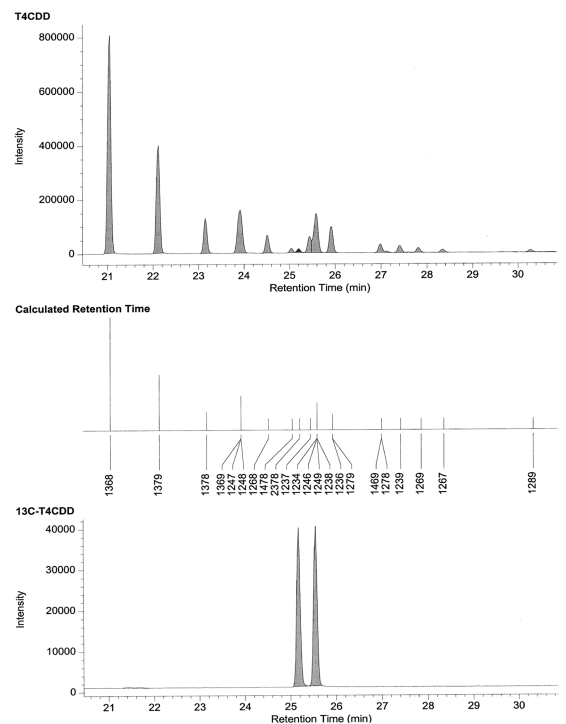 T4CDD
800000
600000
400000
200000
0
Intensity
21 22 23 24 25 26 27 28 29 30
Retention Time (min)
Calculated Retention Time
1368 1379 1378 1369 1247 1248 1268 1478 2378 1237 1234 1246 1249 1238 1236 1279 1469 1278 1239 1269 1267 1289
13C-T4CDD
40000
30000
20000
10000
0
Intensity
21 22 23 24 25 26 27 28 29 30
Retention Time (min)